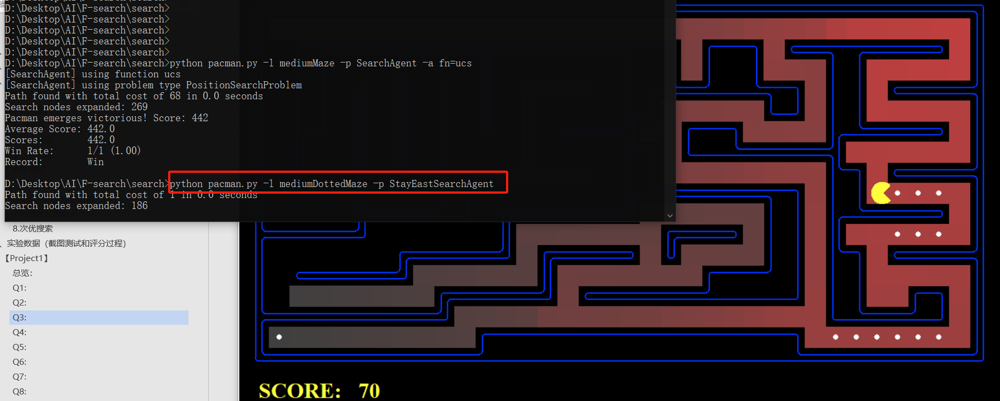 D:\Desktop\AI\F-search\search>
D:\Desktop\AI\F-search\search>
D:\Desktop\AI\F-search\search>
D:\Desktop\AI\F-search\search>
D:\Desktop\AI\F-search\search>
D:\Desktop\AI\F-search\search>python pacman.py -l mediumMaze -p SearchAgent -a fn=ucs
[SearchAgent] using function ucs
[SearchAgent] using problem type PositionSearchProblem
Path found with total cost of 68 in 0.0 seconds
Search nodes expanded: 269
Pacman emerges victorious! Score: 442
Average Score: 442.0
Scores: 442.0
Win Rate: 1/1 (1.00)
Record: Win
D:\Desktop\AI\F-search\search>python pacman.py -l mediumDottedMaze -p StayEastSearchAgent
Path found with total cost of 1 in 0.0 seconds
Search nodes expanded: 186
8.次优搜索
、实验数据（截图测试和评分过程）
【Project1】
总览：
Q1:
Q2:
Q3:
Q4:
Q5:
Q6:
Q7:
Q8:
SCORE: 70